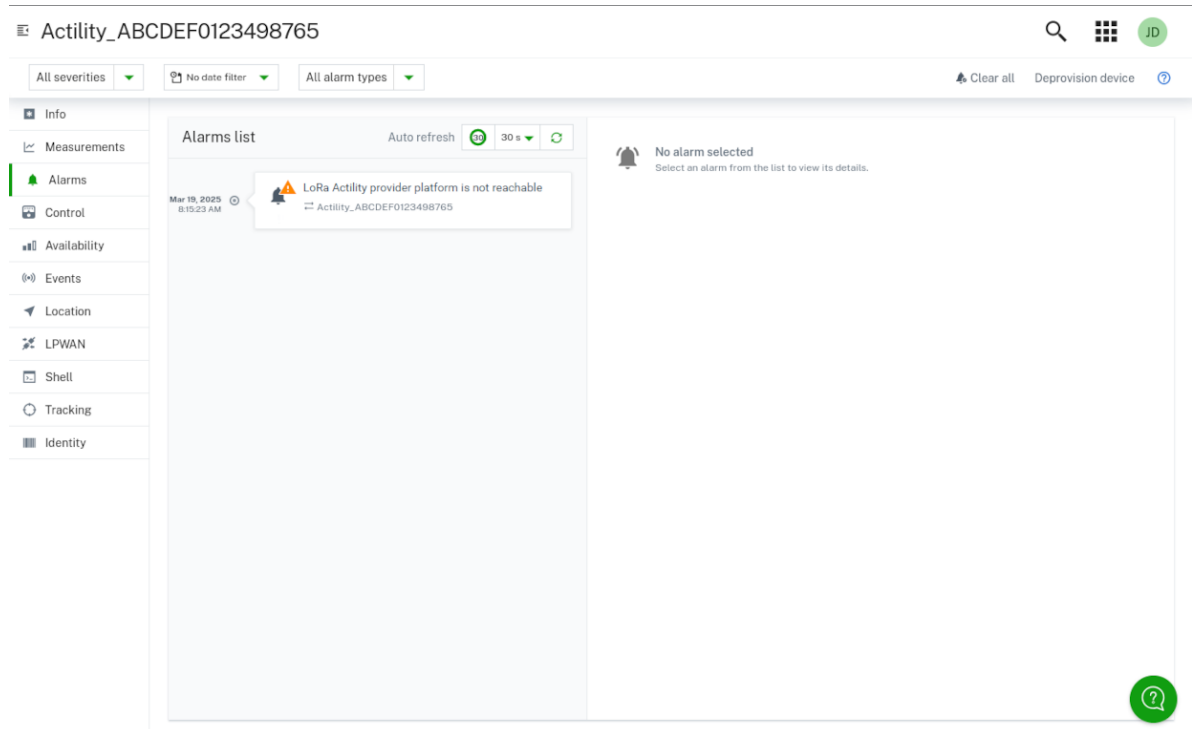 Actility_ABCDEF0123498765
JD
All severities
No date filter
All alarm types
Clear all
Deprovision device
Info
Measurements
Alarms
Control
Availability
Events
Location
LPWAN
Shell
Tracking
Identity
Alarms list
Auto refresh
30
30 s
Mar 19, 2025
8:15:23 AM
LoRa Actility provider platform is not reachable
Actility_ABCDEF0123498765
No alarm selected
Select an alarm from the list to view its details.